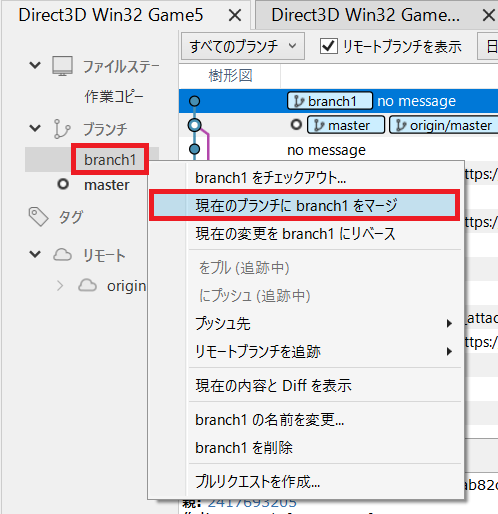 Direct3D Win32 Game5
Direct3D Win32 Game...
ファイルステー
作業コピー
ブランチ
branch1
master
タグ
リモート
origin
すべてのブランチ
リモートブランチを表示
日
樹形図
branch1 no message
master origin/master
no message
branch1 をチェックアウト...
現在のブランチに branch1 をマージ
現在の変更を branch1 にリベース
をプル (追跡中)
にプッシュ (追跡中)
プッシュ先
リモートブランチを追跡
現在の内容と Diff を表示
branch1 の名前を変更...
branch1 を削除
プルリクエストを作成...
ttps:/
ttps:/
_attac
ttps:/
ab82c
親: 2417693205